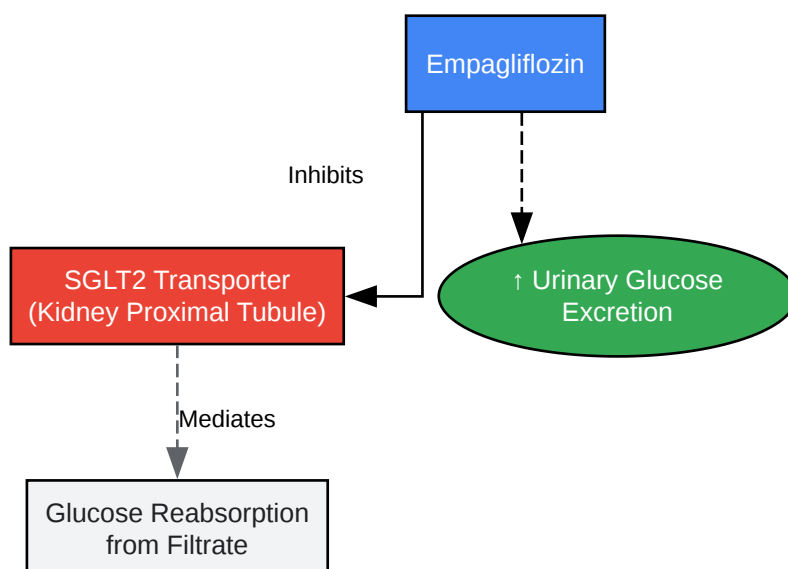 Empagliflozin
Inhibits
SGLT2 Transporter
(Kidney Proximal Tubule)
↑ Urinary Glucose
Excretion
Mediates
Glucose Reabsorption
from Filtrate